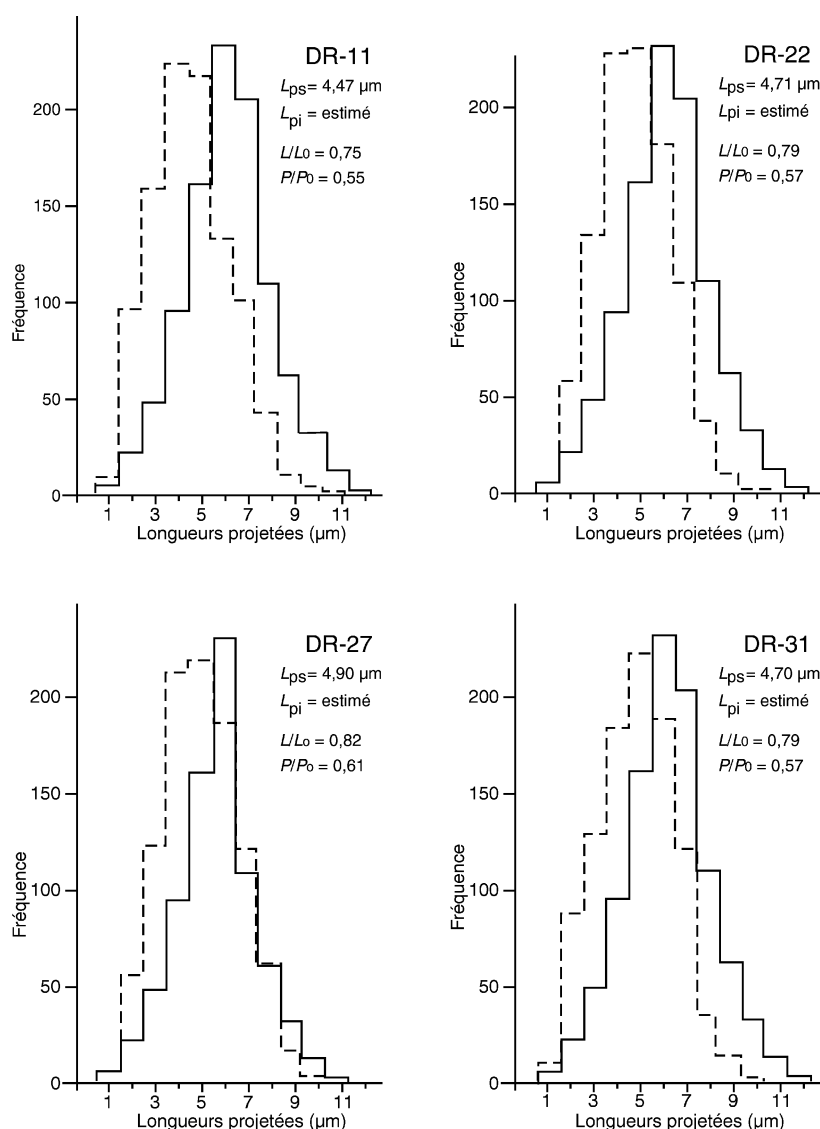 DR-11
Lps= 4,47 µm
Lpi = estimé
L/L0 = 0,75
P/P0 = 0,55
Fréquence
200
150
100
50
0
1 3 5 7 9 11
Longueurs projetées (µm)
DR-22
Lps= 4,71 µm
Lpi = estimé
L/L0 = 0,79
P/P0 = 0,57
Fréquence
200
150
100
50
0
1 3 5 7 9 11
Longueurs projetées (µm)
DR-27
Lps= 4,90 µm
Lpi = estimé
L/Lo = 0,82
P/Po = 0,61
Fréquence
200
150
100
50
0
1 3 5 7 9 11
Longueurs projetées (µm)
DR-31
Lps= 4,70 µm
Lpi = estimé
L/L0 = 0,79
P/P0 = 0,57
Fréquence
200
150
100
50
0
1 3 5 7 9 11
Longueurs projetées (µm)